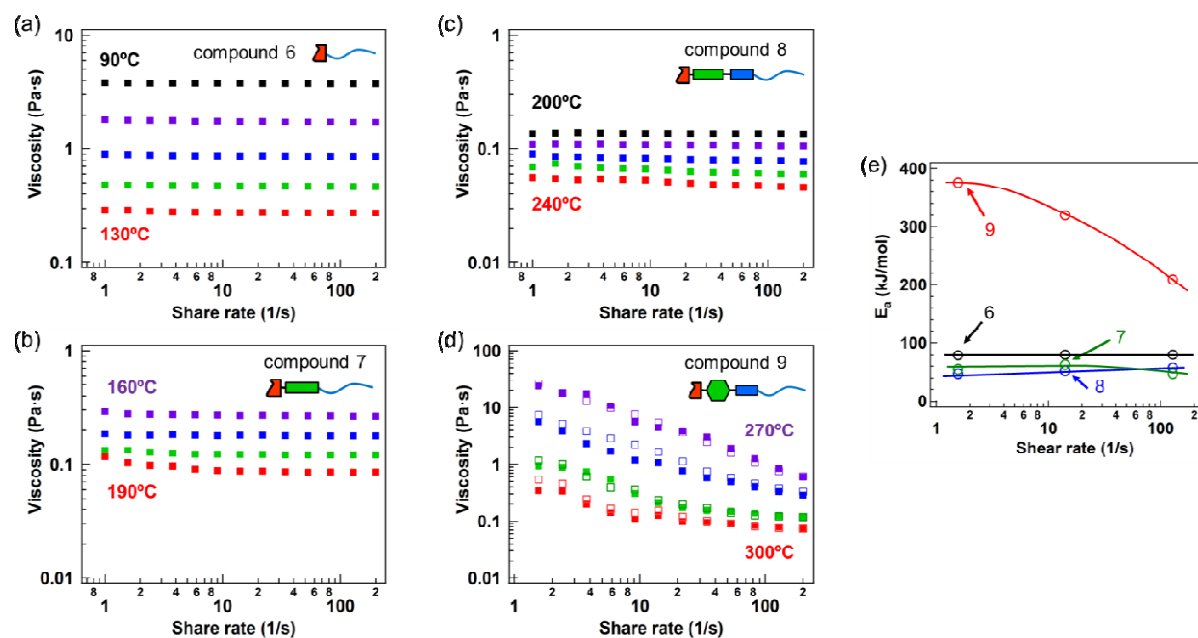 (a)
10
1
0.1
Viscosity (Pa·s)
90ºC
130ºC
compound 6
8 2 4 6 8 2 4 6 8 2
1 10 100
Share rate (1/s)
(b)
1
0.1
0.01
Viscosity (Pa·s)
160ºC
190ºC
compound 7
8 2 4 6 8 2 4 6 8 2
1 10 100
Share rate (1/s)
(c)
1
0.1
0.01
Viscosity (Pa·s)
200ºC
240ºC
compound 8
8 2 4 6 8 2 4 6 8 2
1 10 100
Share rate (1/s)
(d)
100
10
1
0.1
0.01
Viscosity (Pa·s)
270ºC
300ºC
compound 9
2 4 6 8 2 4 6 8 2
1 10 100
Share rate (1/s)
(e)
400
300
200
100
0
Ea (kJ/mol)
9
6
7
8
2 4 6 8 2 4 6 8
1 10 100
Shear rate (1/s)